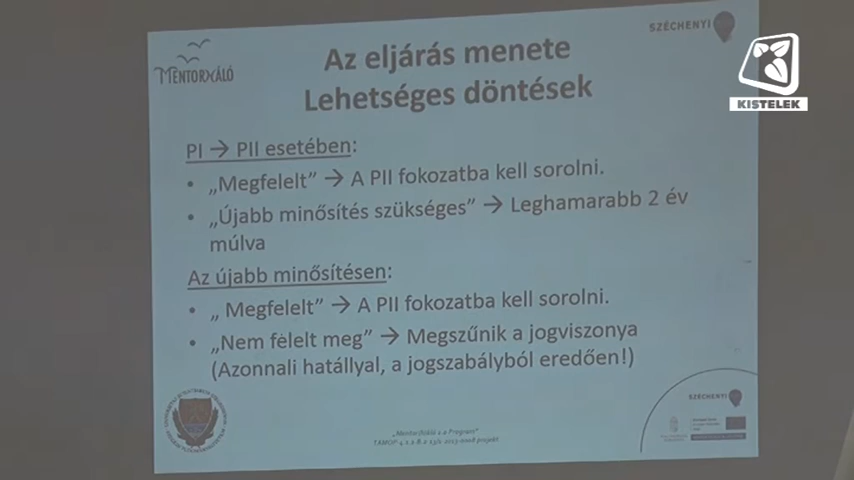 SZÉCHENYI
KISTELEK
MENTOR(H)ÁLÓ
Az eljárás menete
Lehetséges döntések
PI → PII esetében:
• „Megfelelt” → A PII fokozatba kell sorolni.
• „Újabb minősítés szükséges” → Leghamarabb 2 év
múlva
Az újabb minősítésen:
• „ Megfelelt” → A PII fokozatba kell sorolni.
• „Nem felelt meg” → Megszűnik a jogviszonya
(Azonnali hatállyal, a jogszabályból eredően!)
SZÉCHENYI